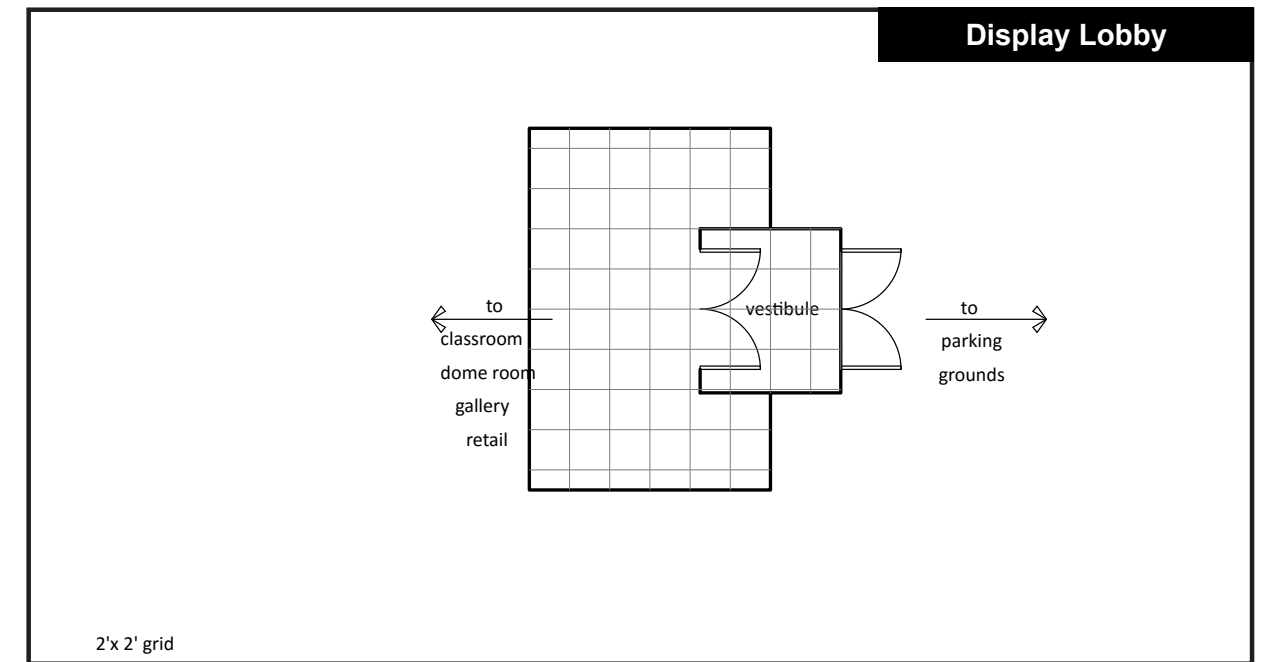 Display Lobby
to
classroom
dome room
gallery
retail
vestibule
to
parking
grounds
2'x 2' grid